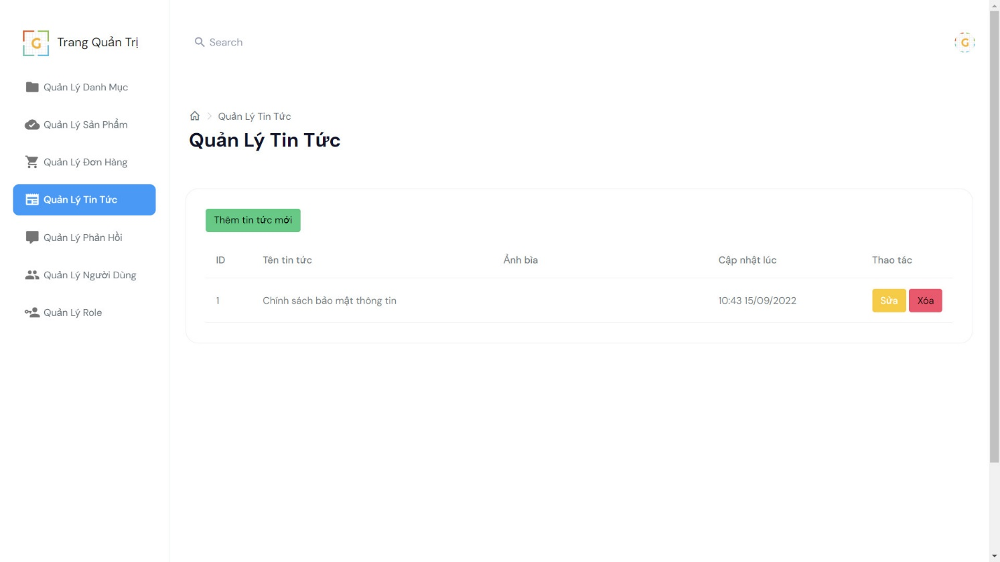 G Trang Quản Trị
Search
G
Quản Lý Danh Mục
Quản Lý Sản Phẩm
Quản Lý Đơn Hàng
Quản Lý Tin Tức
Quản Lý Phản Hồi
Quản Lý Người Dùng
Quản Lý Role
Quản Lý Tin Tức
Quản Lý Tin Tức
Thêm tin tức mới
ID Tên tin tức Ảnh bìa Cập nhật lúc Thao tác
1 Chính sách bảo mật thông tin 10:43 15/09/2022 Sửa Xóa